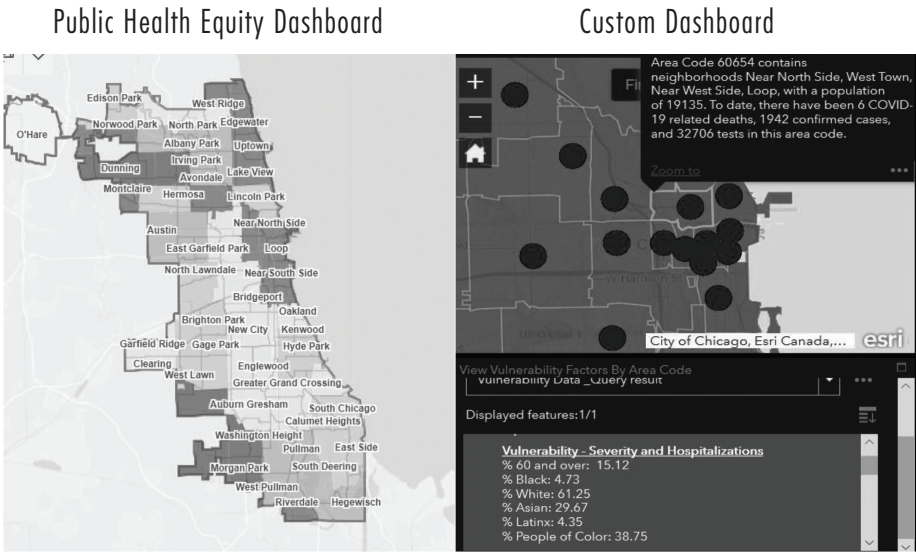 Public Health Equity Dashboard
Custom Dashboard
Edison Park
West Ridge
O'Hare
Norwood Park
North Park
Edgewater
Albany Park
Uptown
Irving Park
Dunning
Avondale
Lake View
Montclaire
Hermosa
Lincoln Park
Near North Side
Austin
East Garfield Park
Loop
North Lawndale
Near South Side
Bridgeport
Oakland
Brighton Park
New City
Kenwood
Garfield Ridge
Gage Park
Hyde Park
Clearing
Englewood
West Lawn
Greater Grand Crossing
Auburn Gresham
South Chicago
Calumet Heights
Washington Height
Pullman
East Side
Morgan Park
South Deering
West Pullman
Riverdale
Hegewisch
+
−
Fi
Area Code 60654 contains
neighborhoods Near North Side, West Town,
Near West Side, Loop, with a population
of 19135. To date, there have been 6 COVID-
19 related deaths, 1942 confirmed cases,
and 32706 tests in this area code.
Zoom to
City of Chicago, Esri Canada,...
esri
View Vulnerability Factors By Area Code
Vulnerability Data _Query result
Displayed features:1/1
Vulnerability - Severity and Hospitalizations
% 60 and over: 15.12
% Black: 4.73
% White: 61.25
% Asian: 29.67
% Latinx: 4.35
% People of Color: 38.75